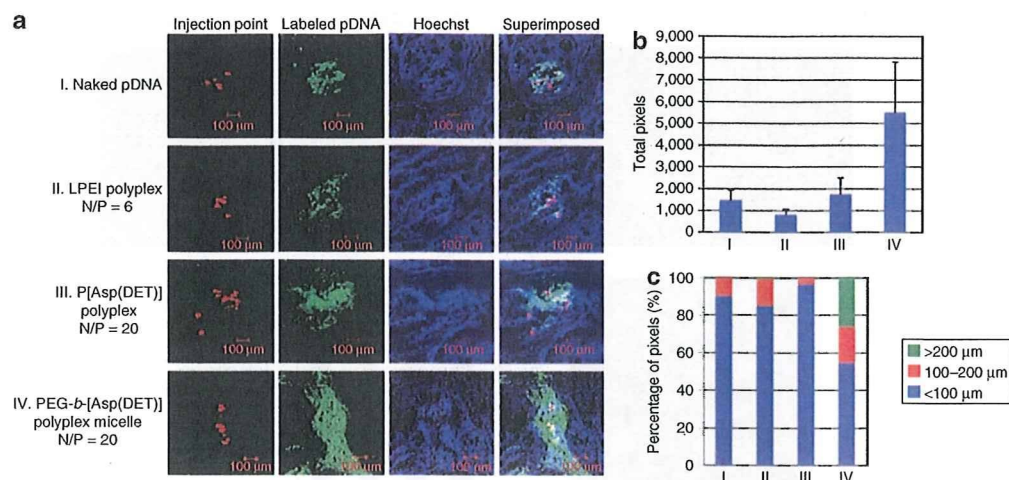 a
Injection point Labeled pDNA Hoechst Superimposed
I. Naked pDNA
100 µm 100 µm 100 µm 100 µm
II. LPEI polyplex
N/P = 6
100 µm 100 µm 100 µm 100 µm
III. P[Asp(DET)]
polyplex
N/P = 20
100 µm 100 µm 100 µm 100 µm
IV. PEG-b-[Asp(DET)]
polyplex micelle
N/P = 20
100 µm 100 µm 100 µm 100 µm
b
Total pixels
9,000
8,000
7,000
6,000
5,000
4,000
3,000
2,000
1,000
0
I II III IV
c
Percentage of pixels (%)
100
80
60
40
20
0
I II III IV
>200 µm
100–200 µm
<100 µm